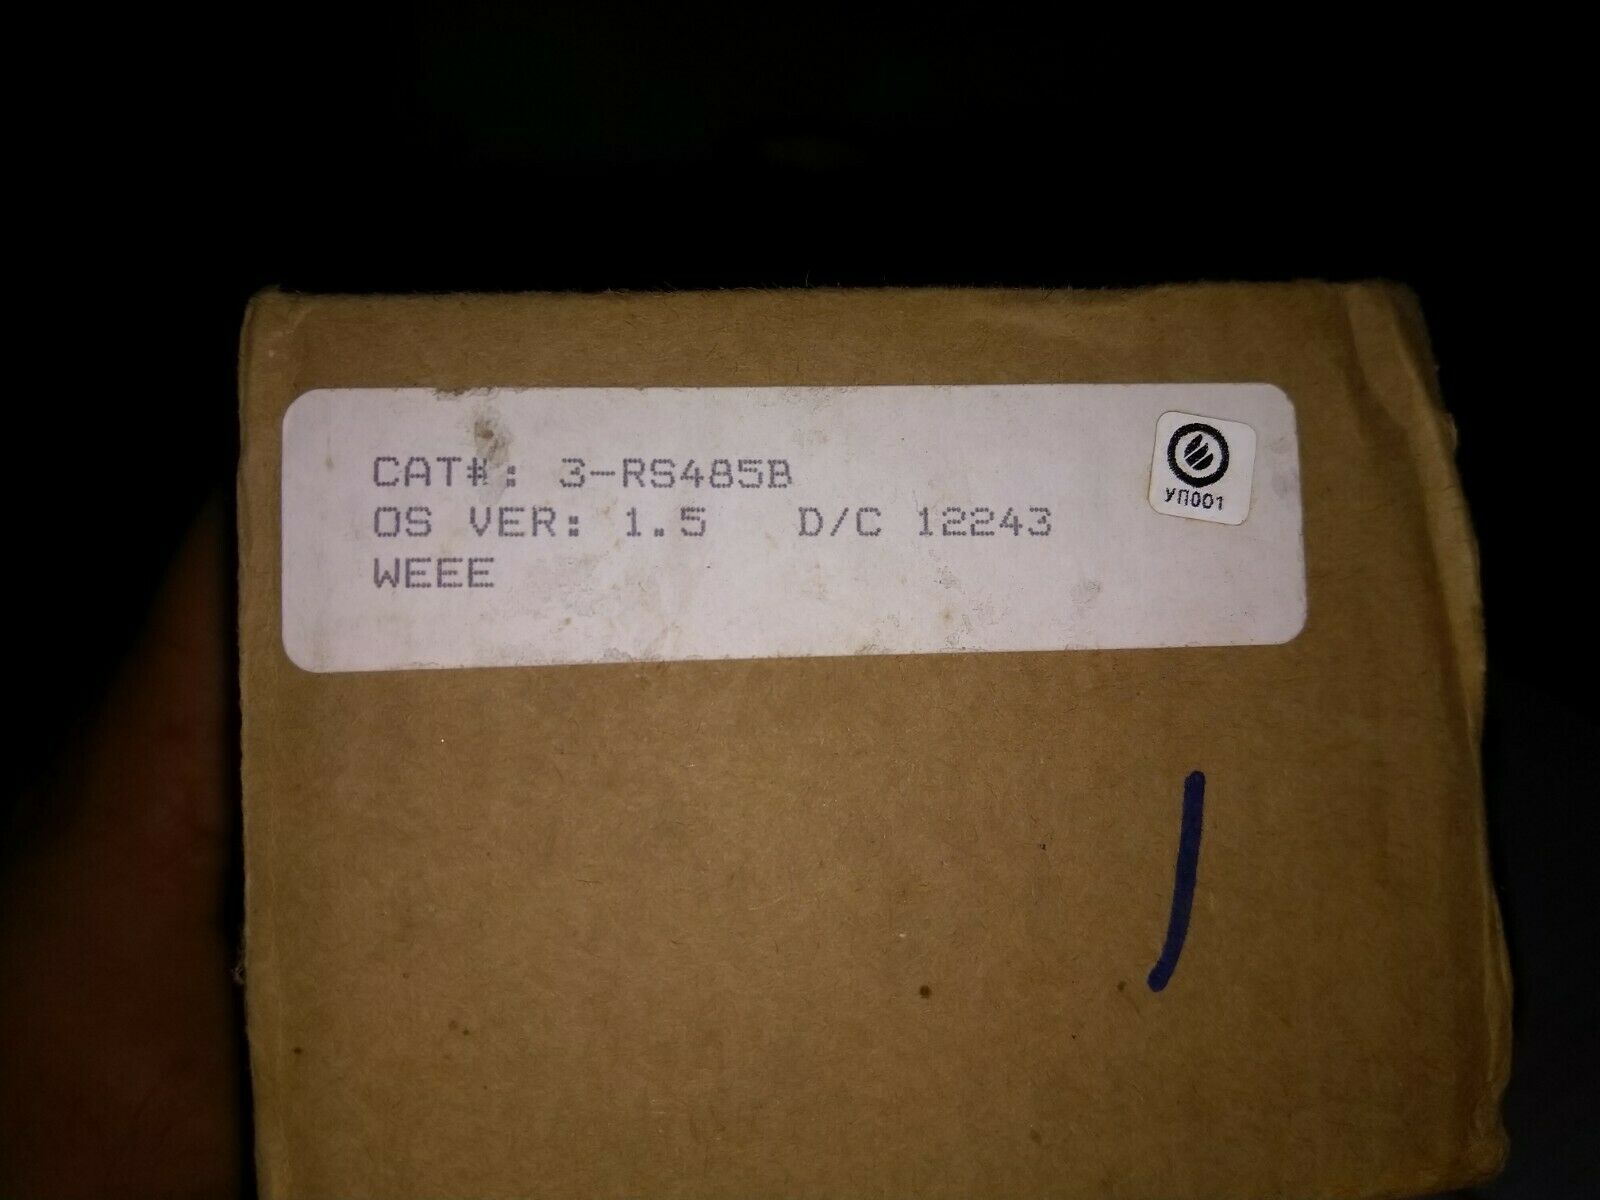 CAT#: 3-RS485B
OS VER: 1.5 D/C 12243
WEEE
УП001